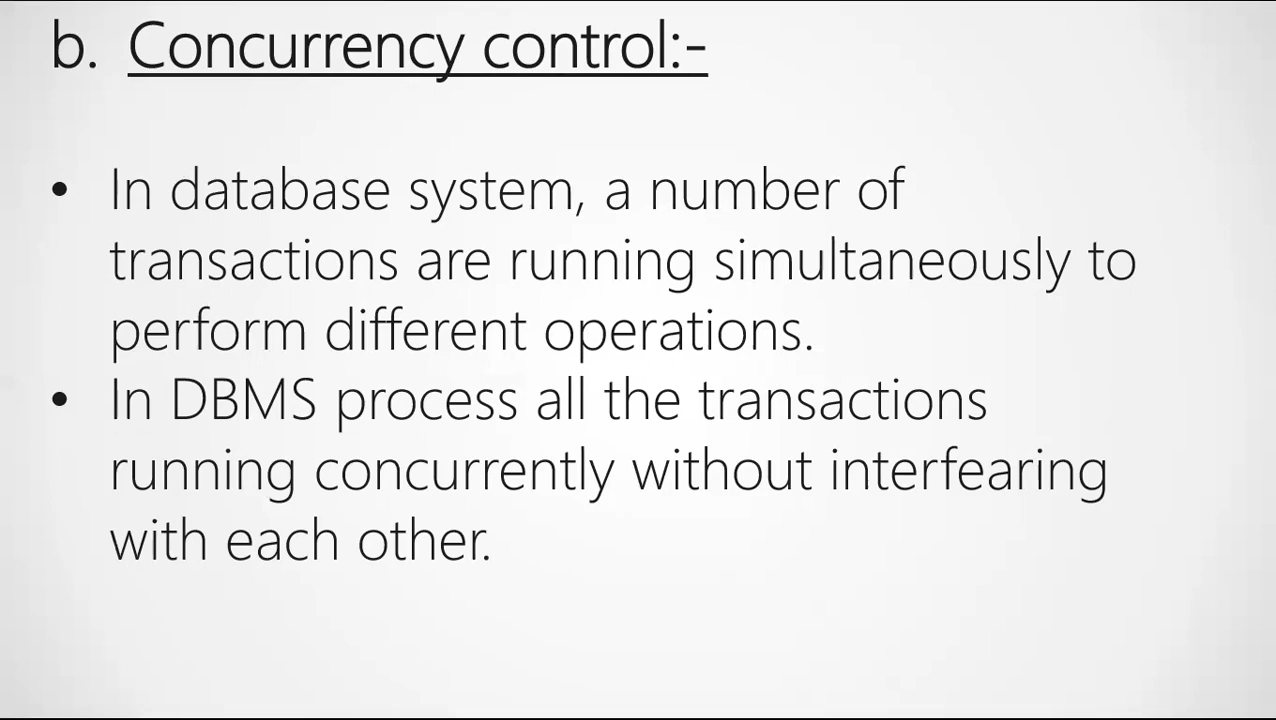 b. Concurrency control:-
• In database system, a number of
transactions are running simultaneously to
perform different operations.
• In DBMS process all the transactions
running concurrently without interfearing
with each other.